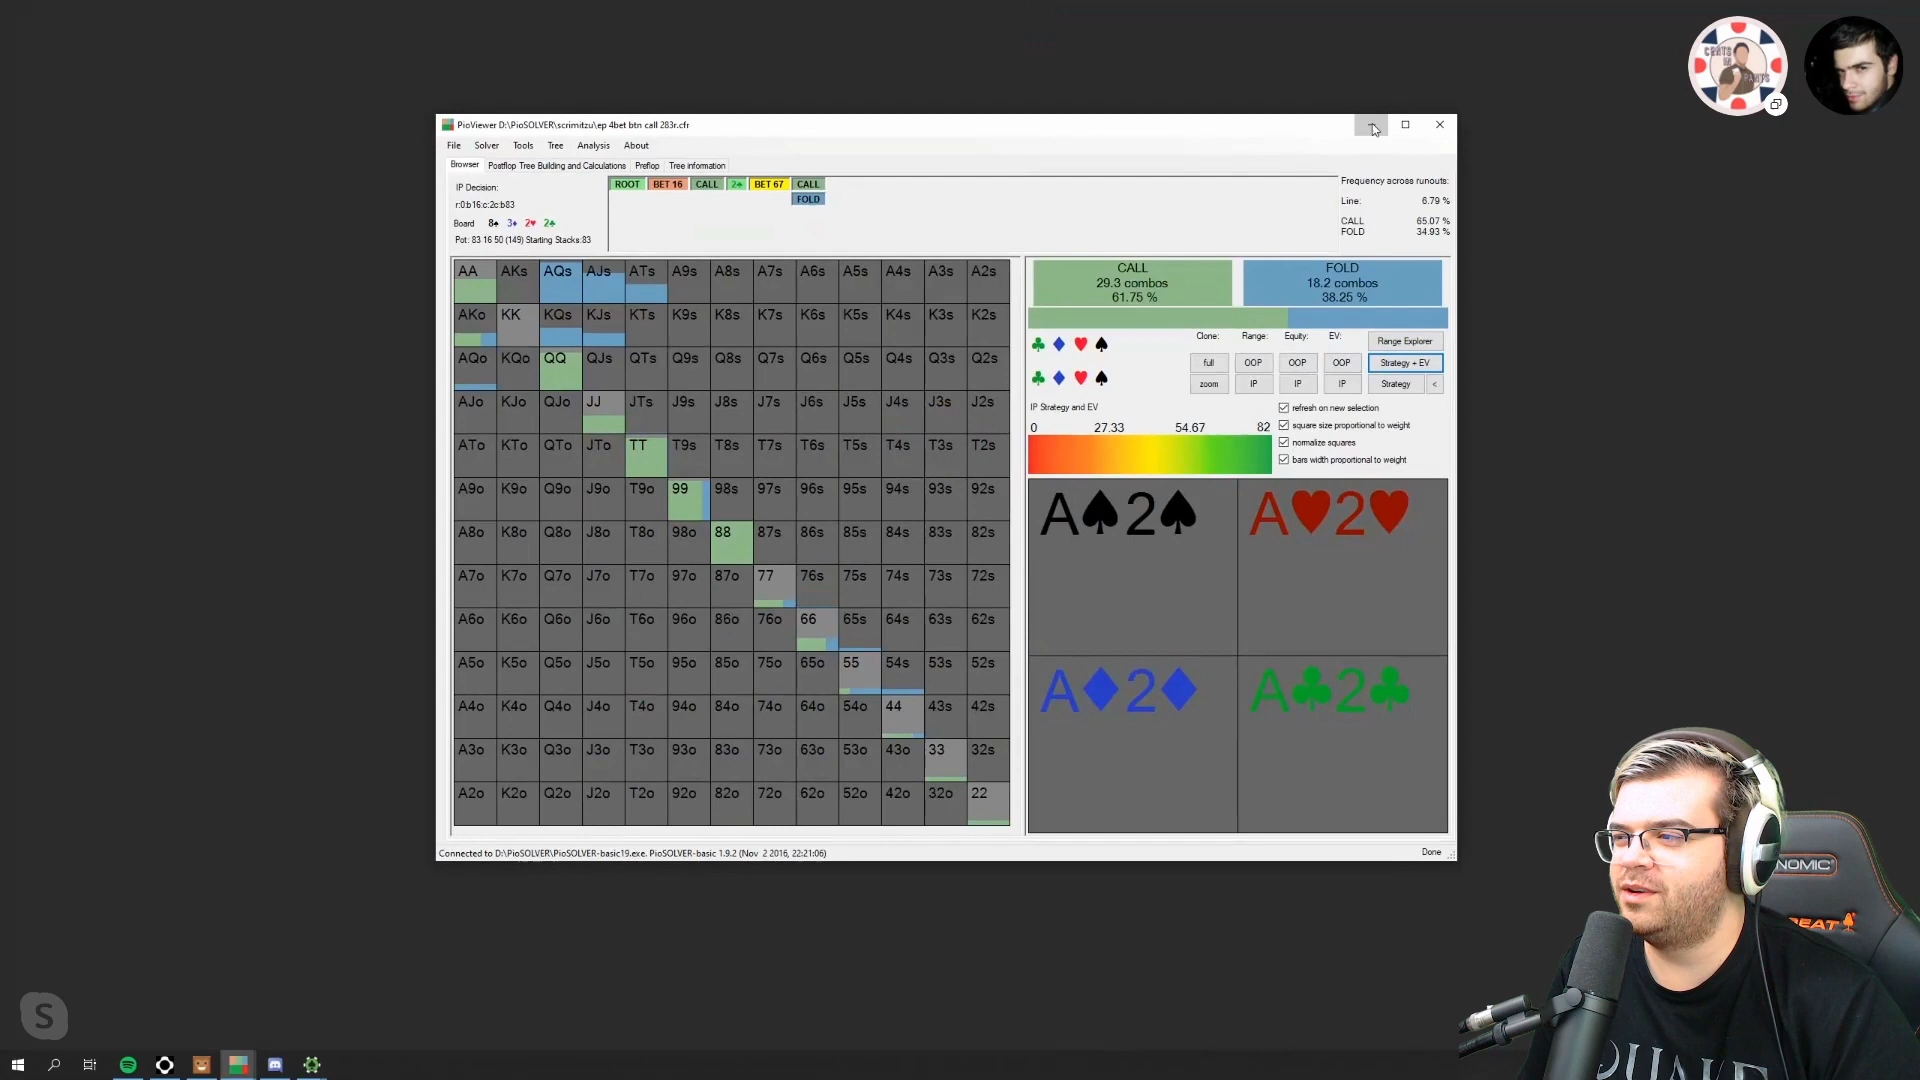 PioViewer D:\PioSOLVER\scrimitzu\ep 4bet btn call 283r.cfr
File Solver Tools Tree Analysis About
Browser Postflop Tree Building and Calculations Preflop Tree information
IP Decision:
r:0:b16:c:2c:b83
Board 8♠ 3♦ 2♥ 2♣
Pot: 83 16 50 (149) Starting Stacks:83
ROOT BET 16 CALL 2♣ BET 67 CALL
FOLD
Frequency across runouts:
Line: 6.79 %
CALL 65.07 %
FOLD 34.93 %
AA AKs AQs AJs ATs A9s A8s A7s A6s A5s A4s A3s A2s
AKo KK KQs KJs KTs K9s K8s K7s K6s K5s K4s K3s K2s
AQo KQo QQ QJs QTs Q9s Q8s Q7s Q6s Q5s Q4s Q3s Q2s
AJo KJo QJo JJ JTs J9s J8s J7s J6s J5s J4s J3s J2s
ATo KTo QTo JTo TT T9s T8s T7s T6s T5s T4s T3s T2s
A9o K9o Q9o J9o T9o 99 98s 97s 96s 95s 94s 93s 92s
A8o K8o Q8o J8o T8o 98o 88 87s 86s 85s 84s 83s 82s
A7o K7o Q7o J7o T7o 97o 87o 77 76s 75s 74s 73s 72s
A6o K6o Q6o J6o T6o 96o 86o 76o 66 65s 64s 63s 62s
A5o K5o Q5o J5o T5o 95o 85o 75o 65o 55 54s 53s 52s
A4o K4o Q4o J4o T4o 94o 84o 74o 64o 54o 44 43s 42s
A3o K3o Q3o J3o T3o 93o 83o 73o 63o 53o 43o 33 32s
A2o K2o Q2o J2o T2o 92o 82o 72o 62o 52o 42o 32o 22
CALL
29.3 combos
61.75 %
FOLD
18.2 combos
38.25 %
♣ ♦ ♥ ♠
♣ ♦ ♥ ♠
Clone: Range: Equity: EV:
full OOP OOP OOP
zoom IP IP IP
Range Explorer
Strategy + EV
Strategy <
IP Strategy and EV
0 27.33 54.67 82
refresh on new selection
square size proportional to weight
normalize squares
bars width proportional to weight
A♠2♠ A♥2♥
A♦2♦ A♣2♣
Connected to D:\PioSOLVER\PioSOLVER-basic19.exe. PioSOLVER-basic 1.9.2 (Nov 2 2016, 22:21:06)
Done
CENTS
IN
PANTS
S
NOMIC
BEAT